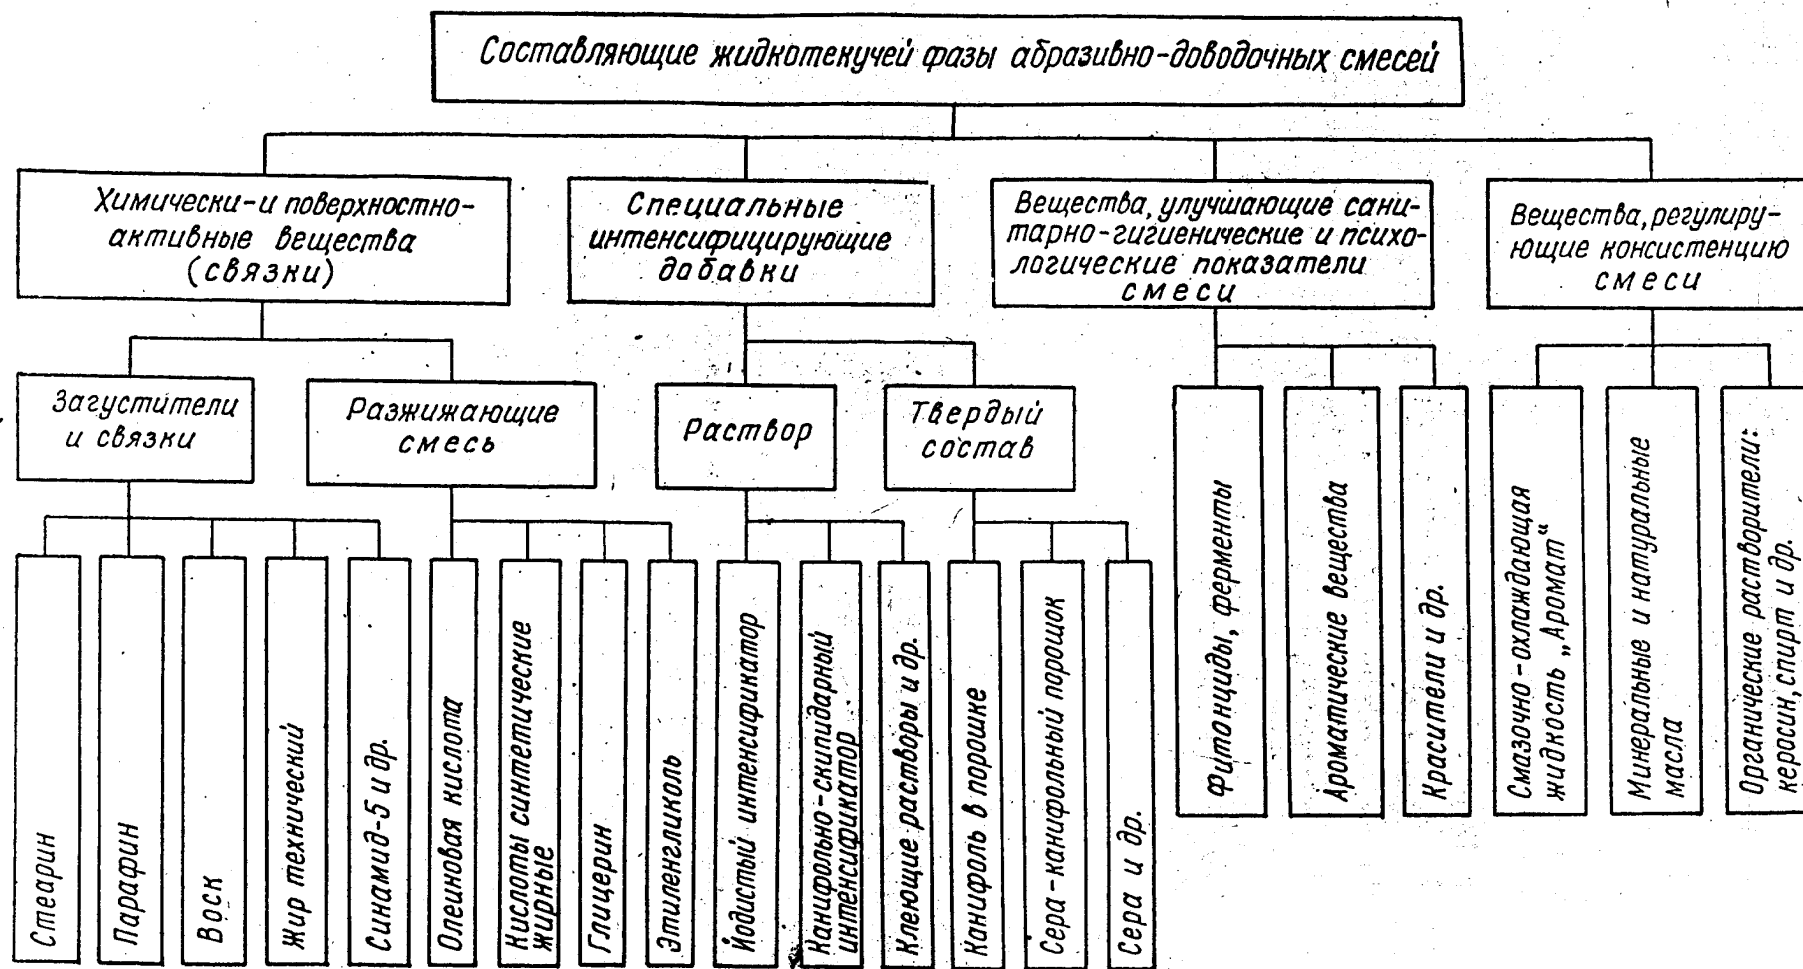 Составляющие жидкотекучей фазы абразивно-доводочных смесей
Химически-и поверхностно-
активные вещества
(связки)
Специальные
интенсифицирующие
добавки
Вещества, улучшающие сани-
тарно-гигиенические и психо-
логические показатели
смеси
Вещества, регулиру-
ющие консистенцию
смеси
Загустители
и связки
Разжижающие
смесь
Раствор
Твердый
состав
Стеарин
Парафин
Воск
Жир технический
Синамид-5 и др.
Олеиновая кислота
Кислоты синтетические
жирные
Глицерин
Этиленгликоль
Йодистый интенсификатор
Канифольно-скипидарный
интенсификатор
Клеющие растворы и др.
Канифоль в порошке
Сера-канифольный порошок
Сера и др.
Фитонциды, ферменты
Ароматические вещества
Красители и др.
Смазочно-охлаждающая
жидкость „Аромат“
Минеральные и натуральные
масла
Органические растворители:
керосин, спирт и др.